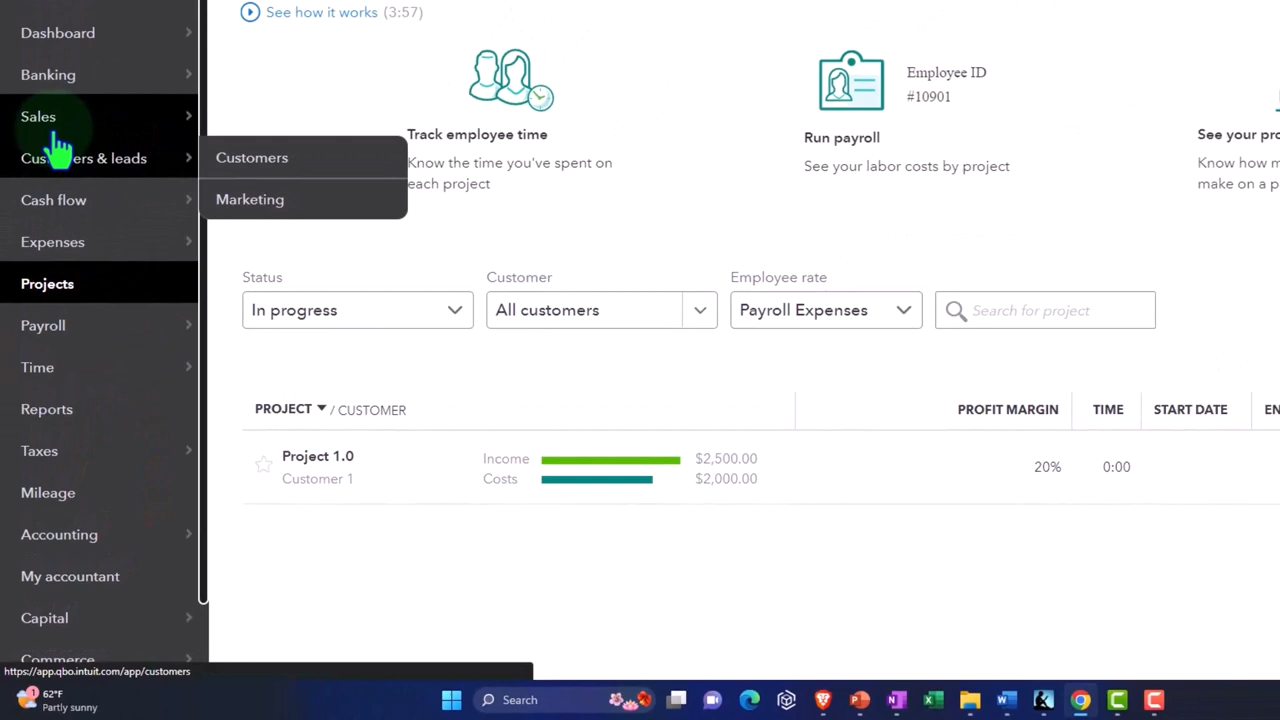 See how it works (3:57)
Dashboard
Banking
Sales
Customers & leads
Customers
Marketing
Cash flow
Expenses
Projects
Payroll
Time
Reports
Taxes
Mileage
Accounting
My accountant
Capital
Commerce
Track employee time
Know the time you've spent on
each project
Employee ID
#10901
Run payroll
See your labor costs by project
See your pro
Know how m
make on a p
Status
In progress
Customer
All customers
Employee rate
Payroll Expenses
Search for project
PROJECT / CUSTOMER
PROFIT MARGIN
TIME
START DATE
EN
Project 1.0
Customer 1
Income $2,500.00
Costs $2,000.00
20%
0:00
https://app.qbo.intuit.com/app/customers
1
62°F
Partly sunny
Search